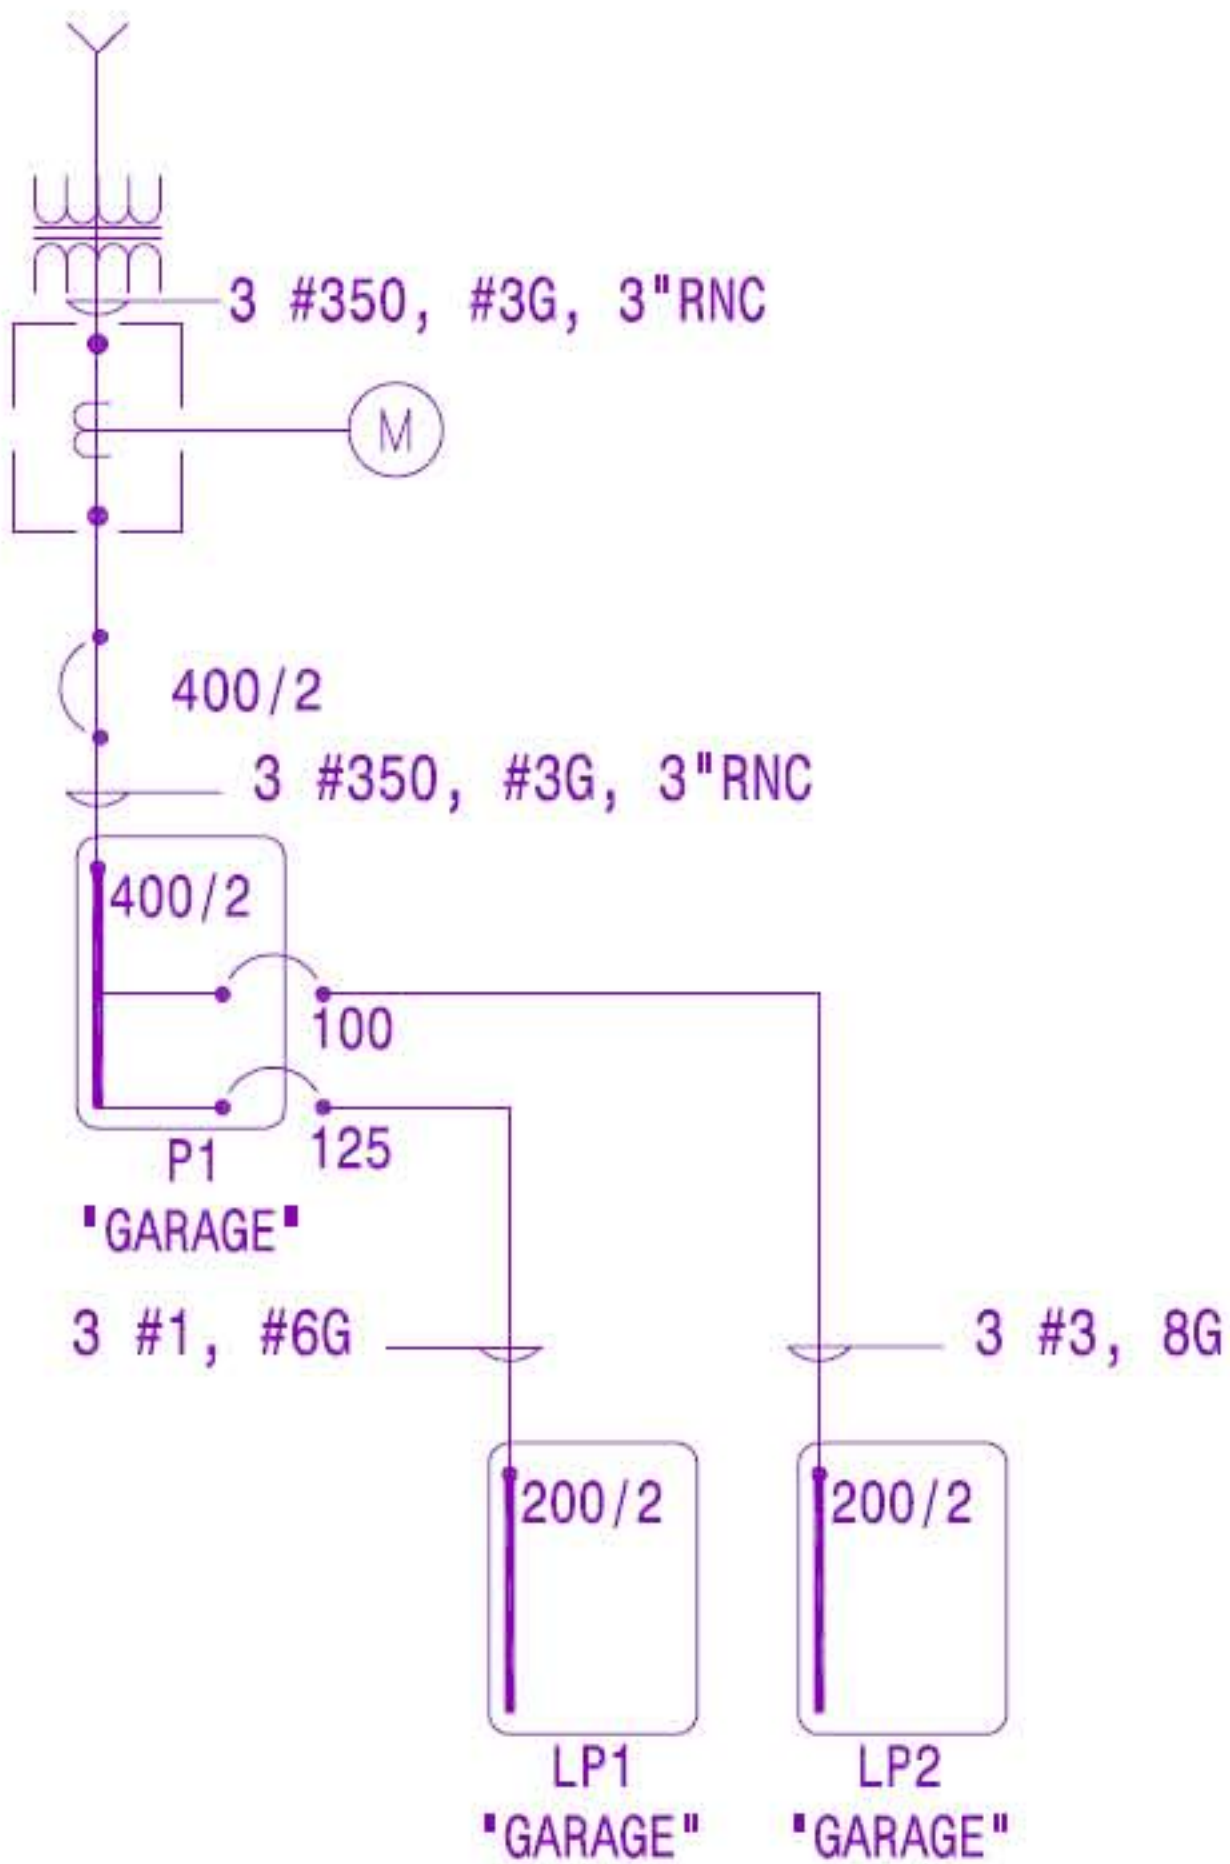 3 #350, #3G, 3"RNC
M
400/2
3 #350, #3G, 3"RNC
400/2
100
125
P1
"GARAGE"
3 #1, #6G
3 #3, 8G
200/2
200/2
LP1
"GARAGE"
LP2
"GARAGE"